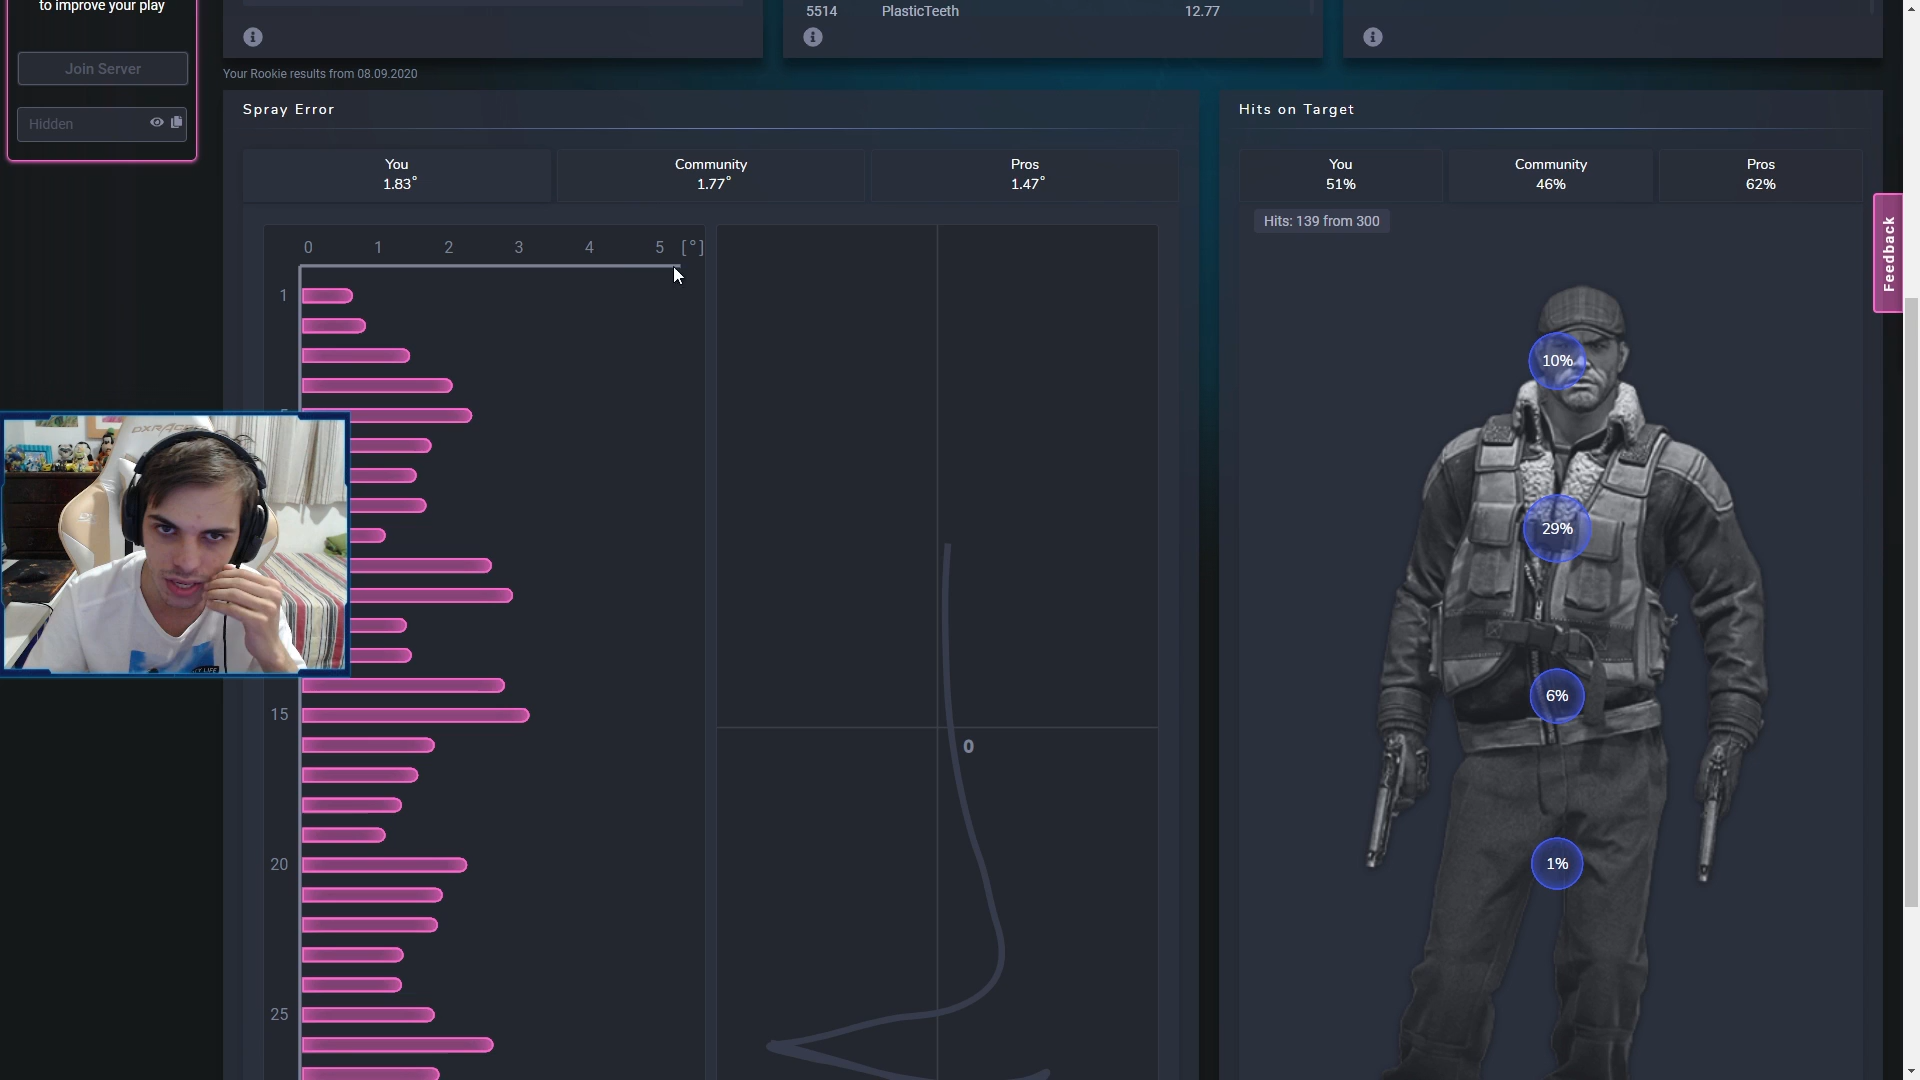 to improve your play
Join Server
Hidden
5514 PlasticTeeth 12.77
Your Rookie results from 08.09.2020
Spray Error
You
1.83°
Community
1.77°
Pros
1.47°
0 1 2 3 4 5 [°]
1
15
20
25
0
Hits on Target
You
51%
Community
46%
Pros
62%
Hits: 139 from 300
10%
29%
6%
1%
Feedback
DXRACER